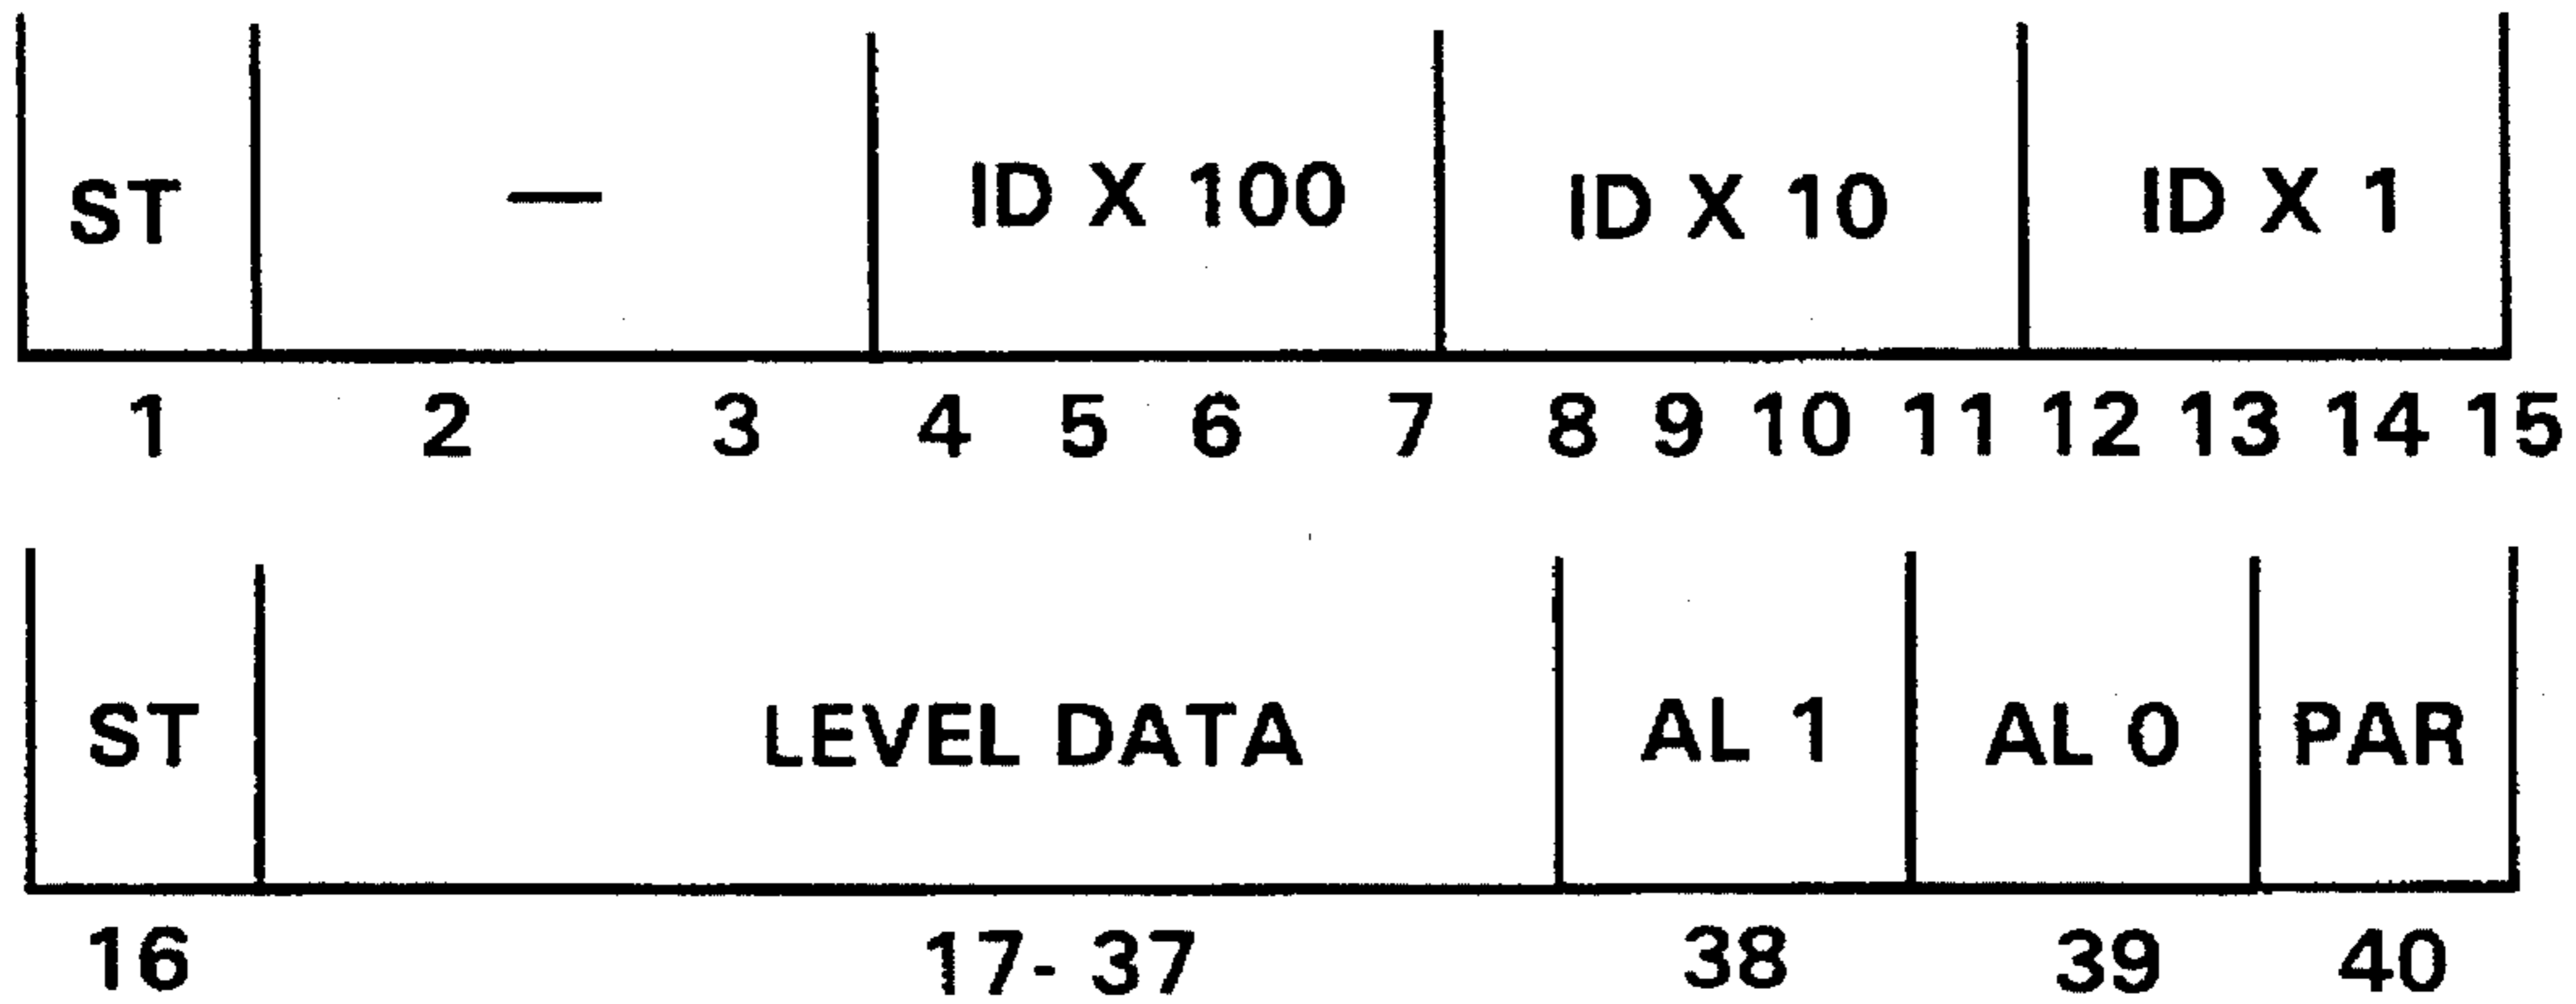 ST — ID X 100 ID X 10 ID X 1
1 2 3 4 5 6 7 8 9 10 11 12 13 14 15
ST LEVEL DATA AL 1 AL 0 PAR
16 17- 37 38 39 40